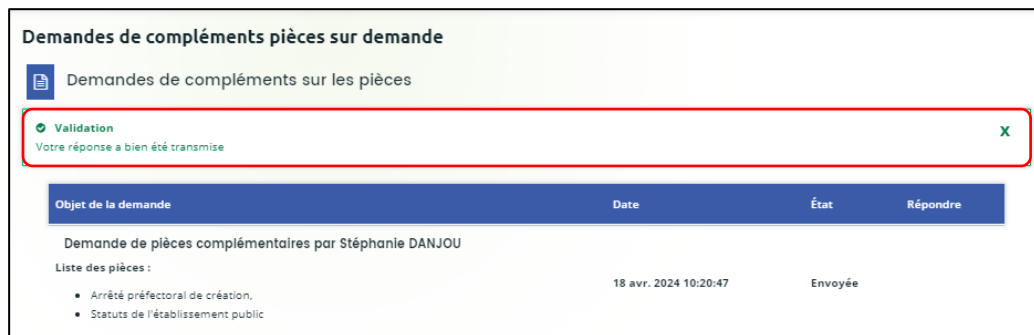 Demandes de compléments pièces sur demande
Demandes de compléments sur les pièces
Validation
X
Votre réponse a bien été transmise
Objet de la demande Date État Répondre
Demande de pièces complémentaires par Stéphanie DANJOU
Liste des pièces :
18 avr. 2024 10:20:47 Envoyée
Arrêté préfectoral de création,
Statuts de l'établissement public